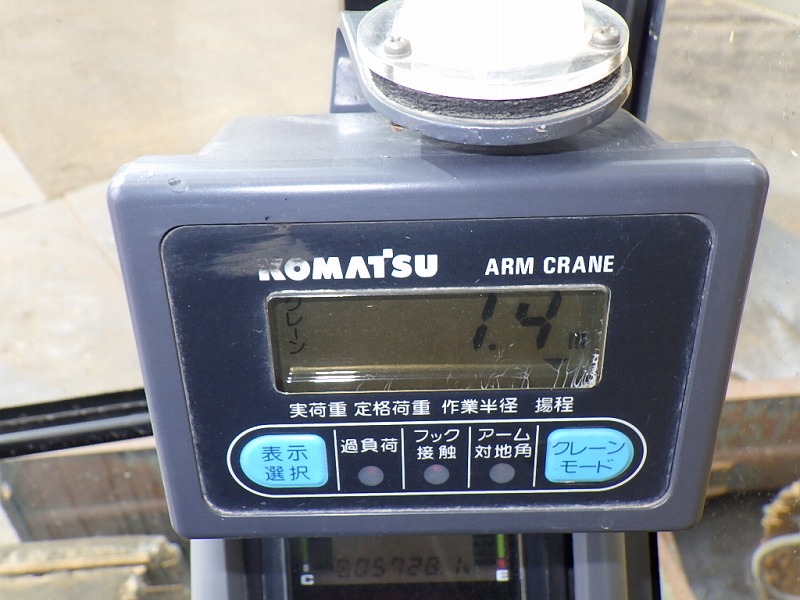 KOMATSU ARM CRANE
クレーン
1.4 m
実荷重 定格荷重 作業半径 揚程
表示
選択
過負荷
フック
接触
アーム
対地角
クレーン
モード
C E